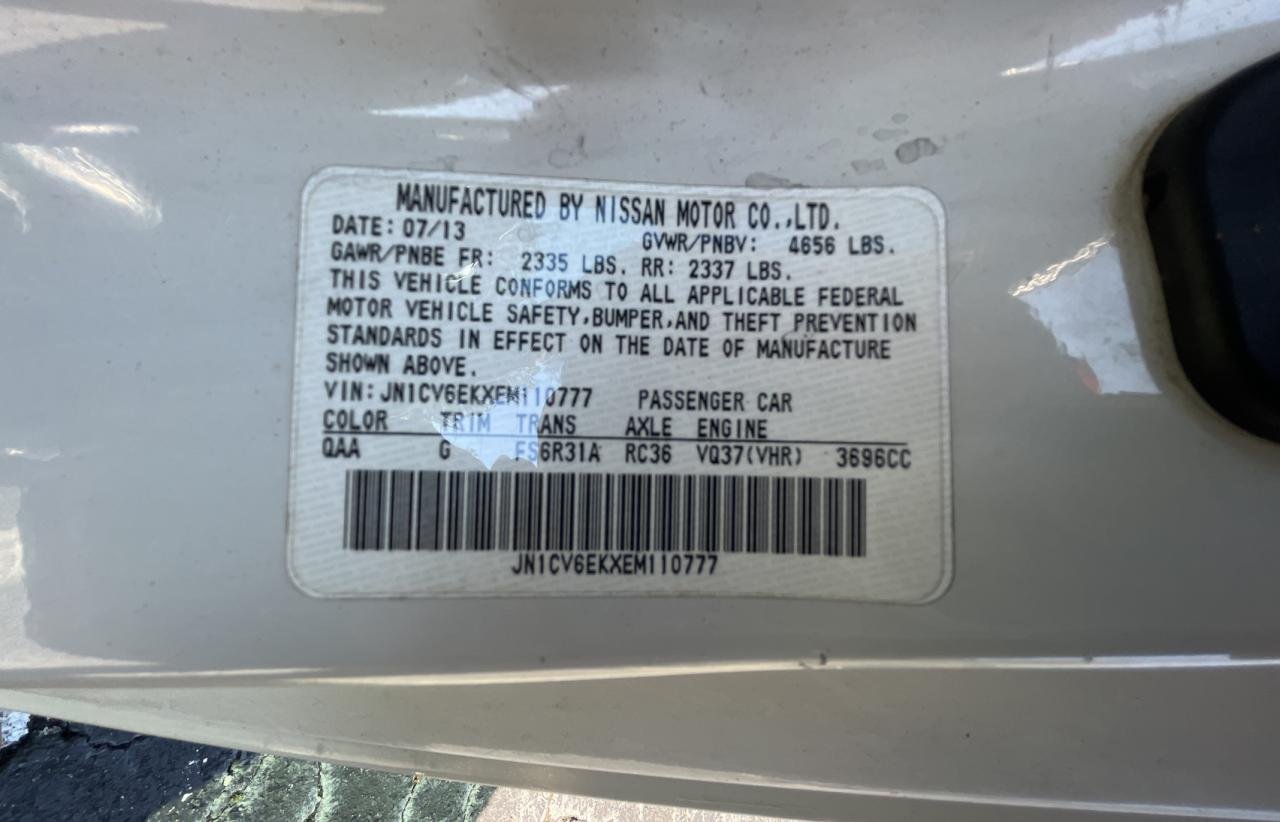 MANUFACTURED BY NISSAN MOTOR CO.,LTD.
DATE: 07/13 GVWR/PNBV: 4656 LBS.
GAWR/PNBE FR: 2335 LBS. RR: 2337 LBS.
THIS VEHICLE CONFORMS TO ALL APPLICABLE FEDERAL
MOTOR VEHICLE SAFETY,BUMPER,AND THEFT PREVENTION
STANDARDS IN EFFECT ON THE DATE OF MANUFACTURE
SHOWN ABOVE.
VIN: JN1CV6EKXEM110777 PASSENGER CAR
COLOR TRIM TRANS AXLE ENGINE
QAA G FS6R31A RC36 VQ37(VHR) 3696CC
JN1CV6EKXEM110777